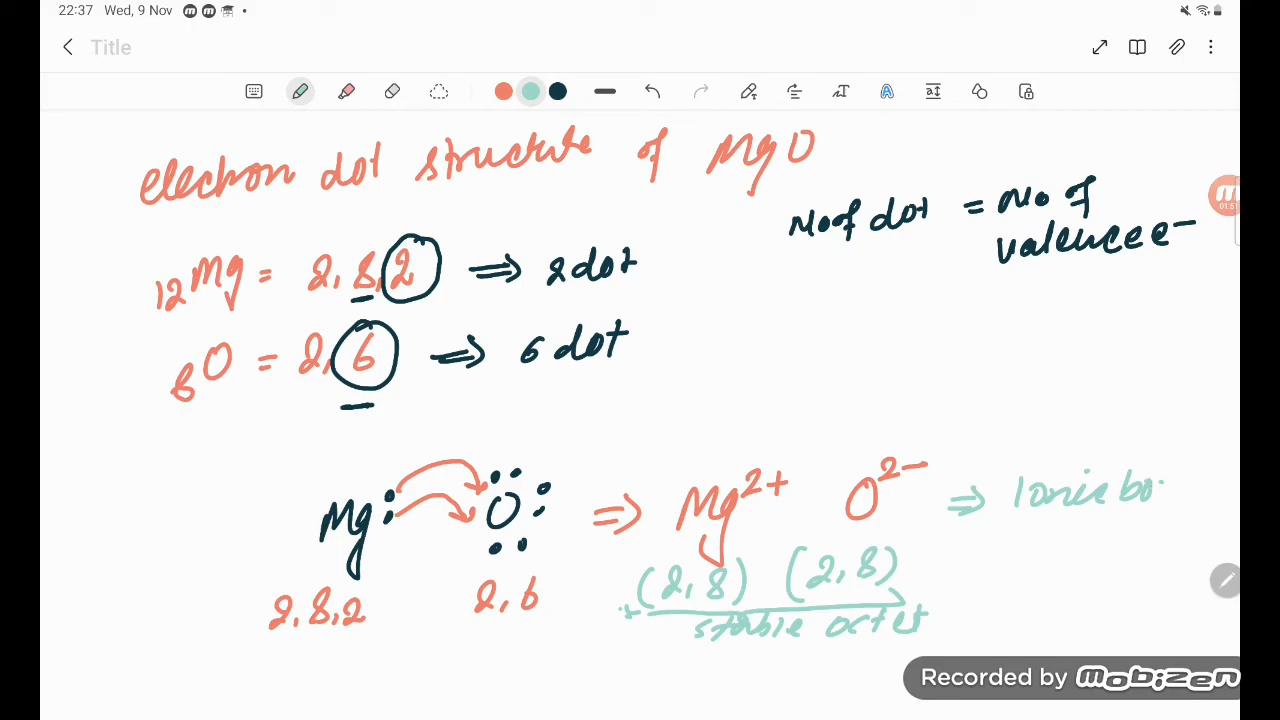 22:37 Wed, 9 Nov
Title
electron dot structure of MgO
No of dot = No of
valence e−
12Mg = 2,8,2 ⇒ 2 dot
8O = 2,6 ⇒ 6 dot
01:51
Mg: O ⇒ Mg2+ O2− ⇒ Ionic bo
2,8,2 2,6 (2,8) (2,8)
stable octet
Recorded by mobizen